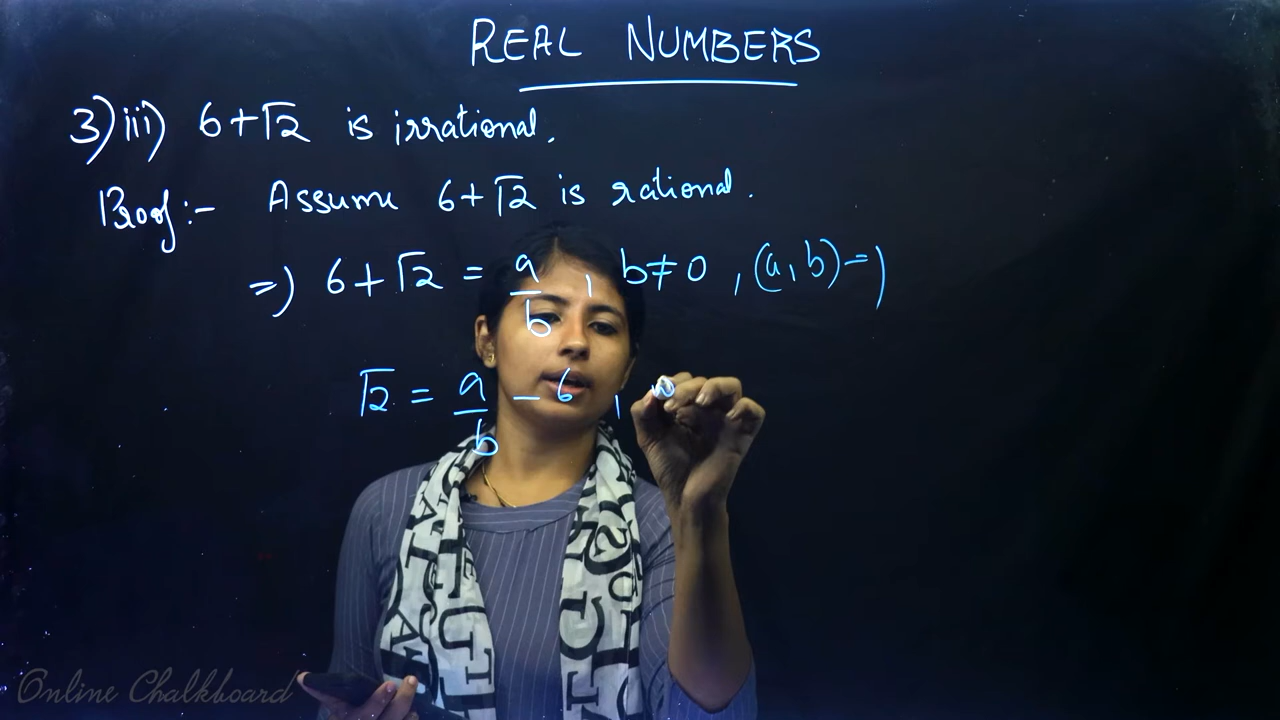 REAL NUMBERS
3) iii) 6+√2 is irrational.
Proof:- Assume 6+√2 is rational.
=) 6+√2 = a/b , b≠0 , (a,b)=)
√2 = a/b - 6 ,
Online Chalkboard